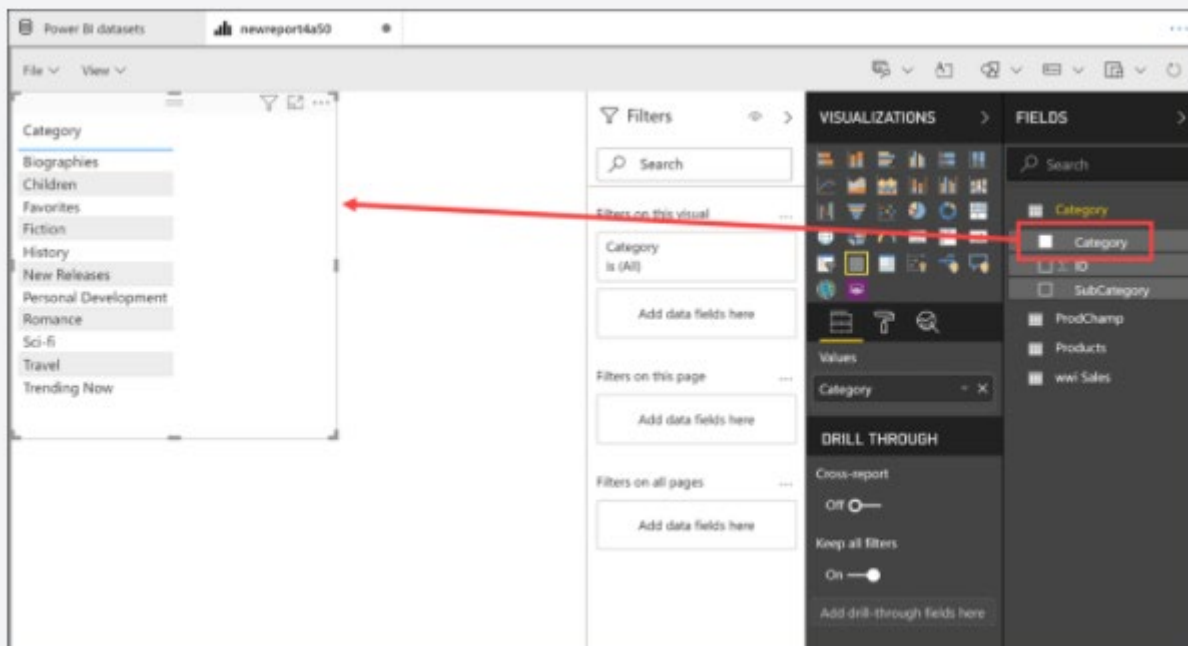 Power BI datasets
newreport4a50
File
View
Category
Biographies
Children
Favorites
Fiction
History
New Releases
Personal Development
Romance
Sci-fi
Travel
Trending Now
Filters
Search
Filters on this visual
Category
is (All)
Add data fields here
Filters on this page
Add data fields here
Filters on all pages
Add data fields here
VISUALIZATIONS
Values
Category
DRILL THROUGH
Cross-report
Off
Keep all filters
On
Add drill-through fields here
FIELDS
Search
Category
Category
Σ ID
SubCategory
ProdChamp
Products
wwi Sales